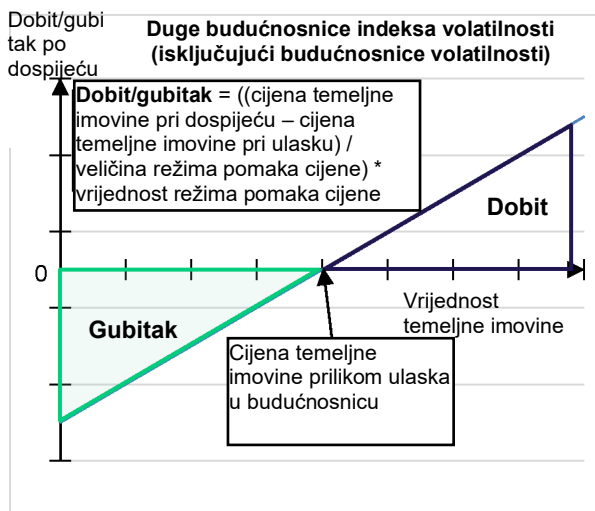 Dobit/gubi
tak po
dospijeću
Duge budućnosnice indeksa volatilnosti
(isključujući budućnosnice volatilnosti)
Dobit/gubitak = ((cijena temeljne
imovine pri dospijeću – cijena
temeljne imovine pri ulasku) /
veličina režima pomaka cijene) *
vrijednost režima pomaka cijene
Dobit
0
Vrijednost
temeljne imovine
Gubitak
Cijena temeljne
imovine prilikom ulaska
u budućnosnicu